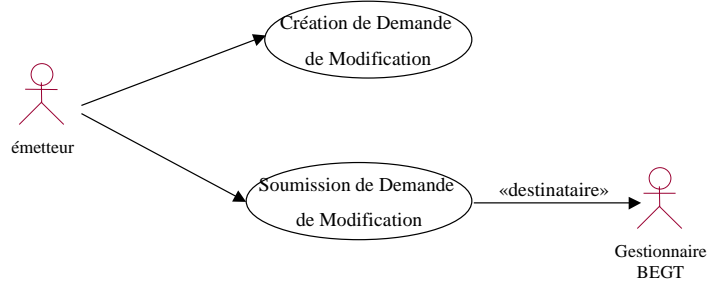 Création de Demande
de Modification
émetteur
Soumission de Demande
de Modification
«destinataire»
Gestionnaire
BEGT